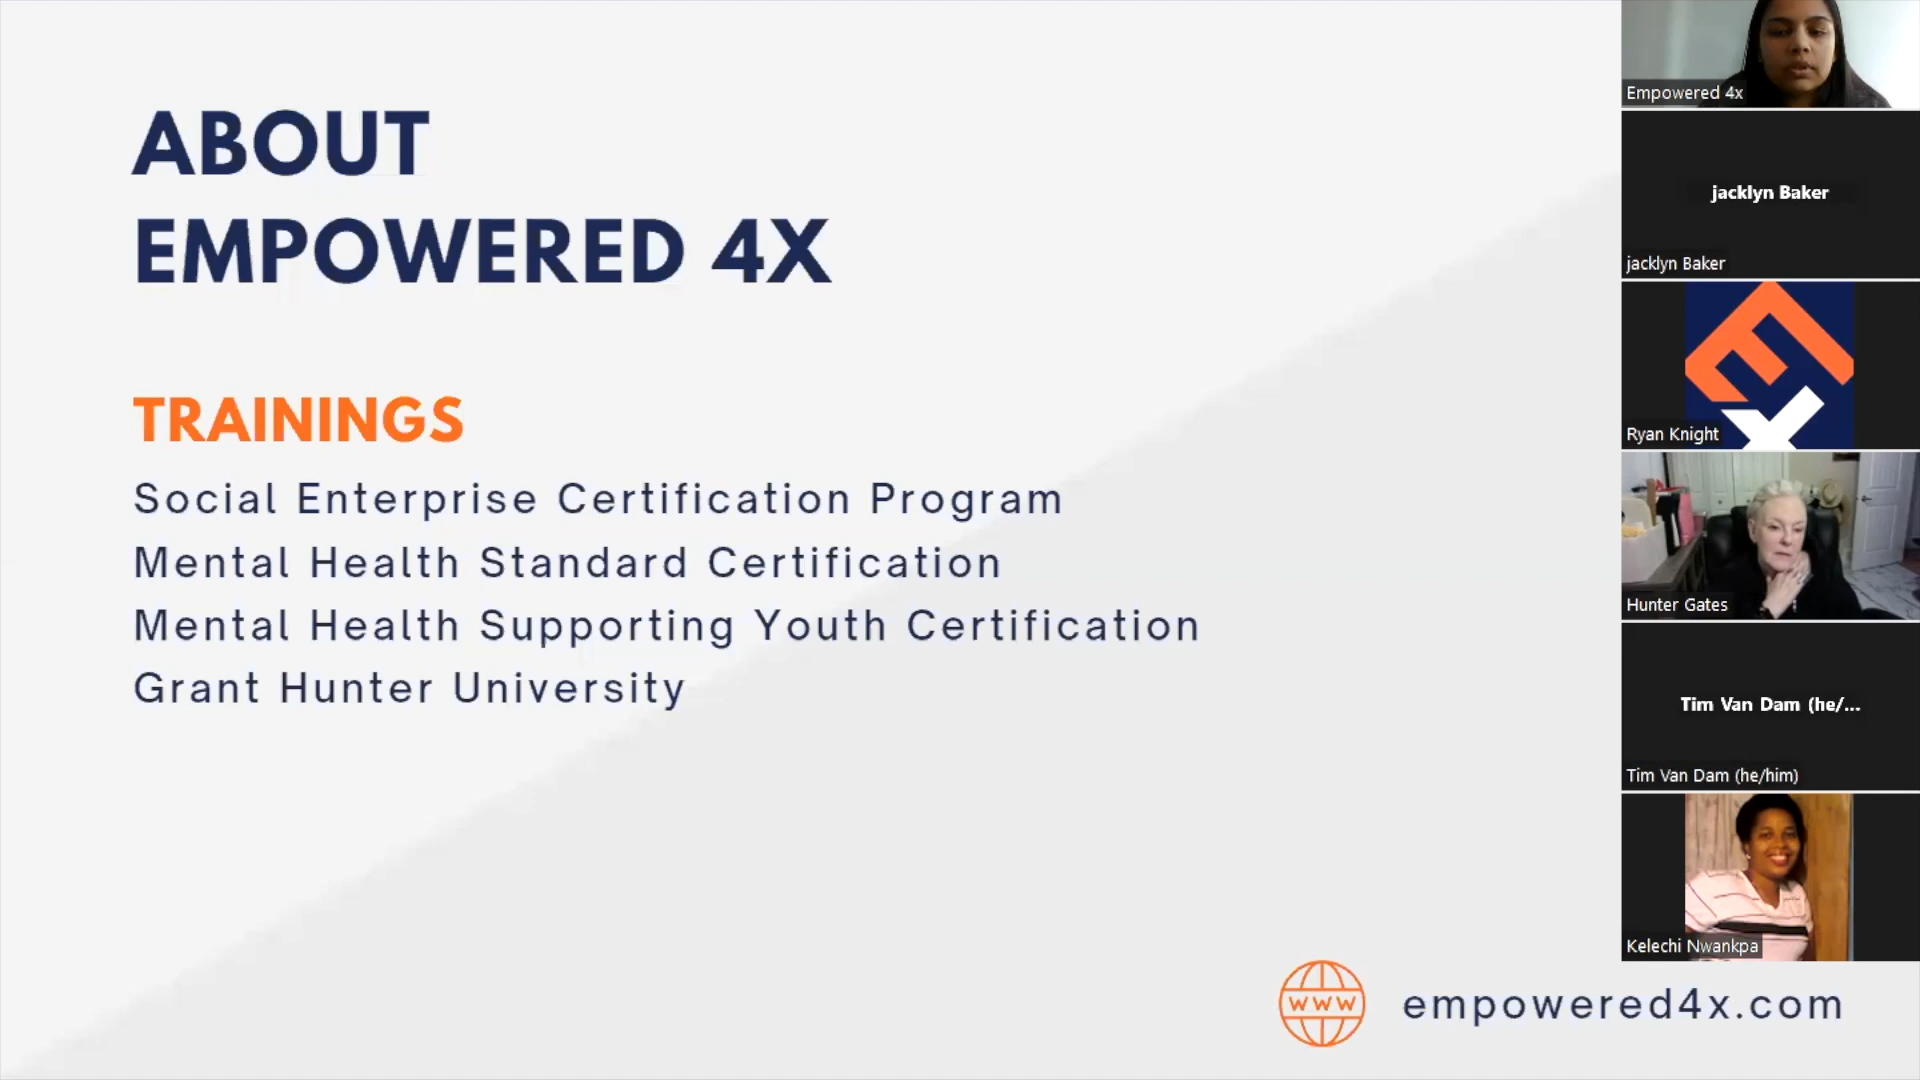 ABOUT
EMPOWERED 4X
TRAININGS
Social Enterprise Certification Program
Mental Health Standard Certification
Mental Health Supporting Youth Certification
Grant Hunter University
www
empowered4x.com
Empowered 4x
jacklyn Baker
jacklyn Baker
Ryan Knight
Hunter Gates
Tim Van Dam (he/...
Tim Van Dam (he/him)
Kelechi Nwankpa